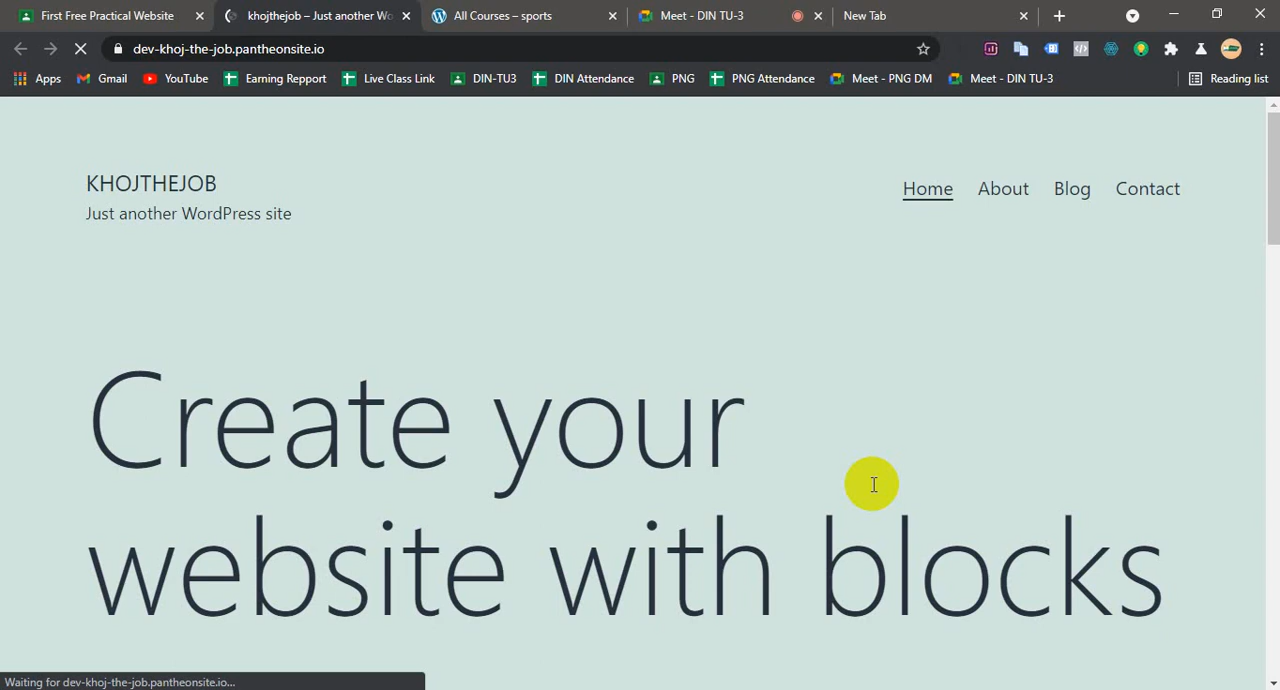 First Free Practical Website
khojthejob – Just another Wo
All Courses – sports
Meet - DIN TU-3
New Tab
dev-khoj-the-job.pantheonsite.io
Apps
Gmail
YouTube
Earning Repport
Live Class Link
DIN-TU3
DIN Attendance
PNG
PNG Attendance
Meet - PNG DM
Meet - DIN TU-3
Reading list
KHOJTHEJOB
Just another WordPress site
Home
About
Blog
Contact
Create your
website with blocks
Waiting for dev-khoj-the-job.pantheonsite.io...